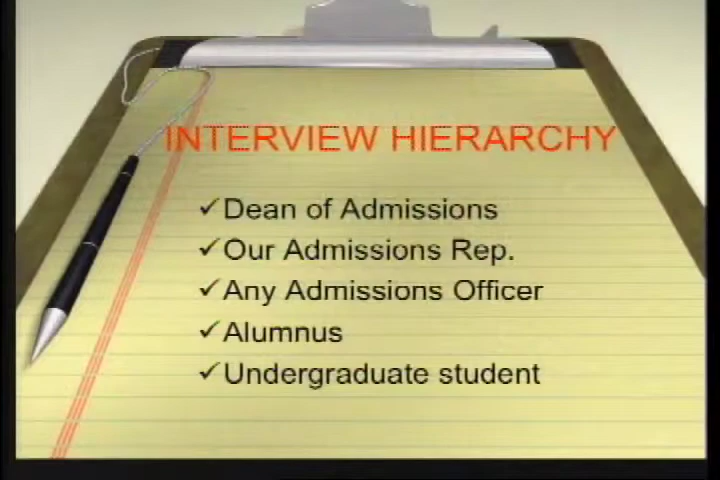 INTERVIEW HIERARCHY
✓Dean of Admissions
✓Our Admissions Rep.
✓Any Admissions Officer
✓Alumnus
✓Undergraduate student